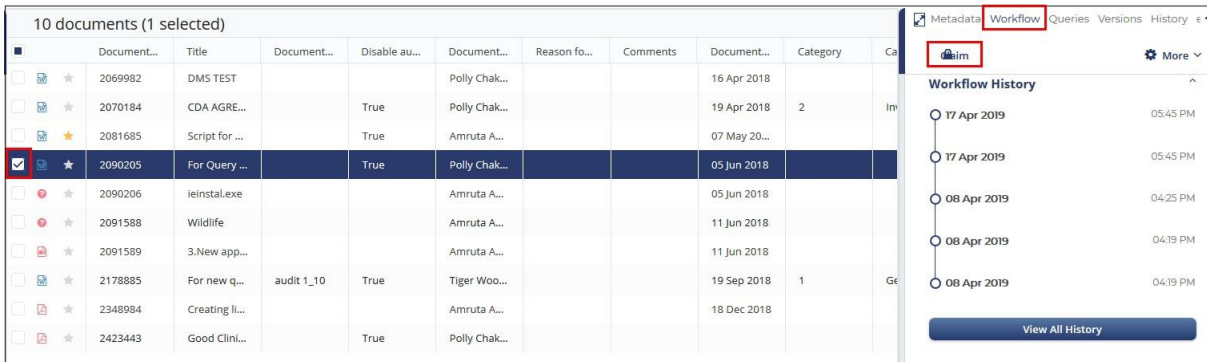 10 documents (1 selected)
Document... Title Document... Disable au... Document... Reason fo... Comments Document... Category Ca
2069982 DMS TEST Polly Chak... 16 Apr 2018
2070184 CDA AGRE... True Polly Chak... 19 Apr 2018 2 Inv
2081685 Script for ... True Amruta A... 07 May 20...
2090205 For Query ... True Polly Chak... 05 Jun 2018
2090206 ieinstal.exe Amruta A... 05 Jun 2018
2091588 Wildlife Amruta A... 11 Jun 2018
2091589 3.New app... Amruta A... 11 Jun 2018
2178885 For new q... audit 1_10 True Tiger Woo... 19 Sep 2018 1 Ge
2348984 Creating li... Amruta A... 18 Dec 2018
2423443 Good Clini... True Polly Chak...
Metadata Workflow Queries Versions History e
Claim More
Workflow History
17 Apr 2019 05:45 PM
17 Apr 2019 05:45 PM
08 Apr 2019 04:25 PM
08 Apr 2019 04:19 PM
08 Apr 2019 04:19 PM
View All History